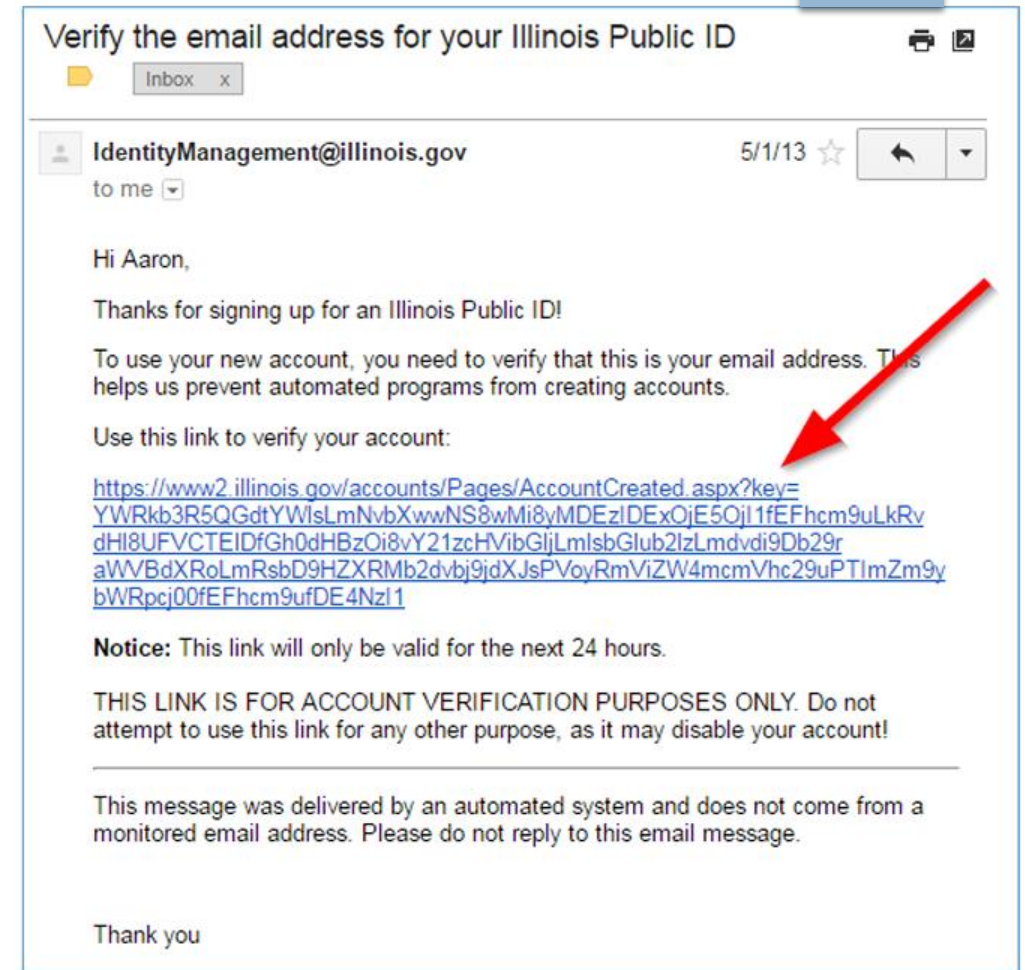 Verify the email address for your Illinois Public ID
Inbox x
IdentityManagement@illinois.gov 5/1/13
to me
Hi Aaron,
Thanks for signing up for an Illinois Public ID!
To use your new account, you need to verify that this is your email address. This
helps us prevent automated programs from creating accounts.
Use this link to verify your account:
https://www2.illinois.gov/accounts/Pages/AccountCreated.aspx?key=
YWRkb3R5QGdtYWlsLmNvbXwwNS8wMi8yMDEzIDExOjE5OjI1fEFhcm9uLkRv
dHl8UFVCTElDfGh0dHBzOi8vY21zcHVibGljLmlsbGlub2lzLmdvdi9Db29r
aWVBdXRoLmRsbD9HZXRMb2dvbj9jdXJsPVoyRmViZW4mcmVhc29uPTImZm9y
bWRpcj00fEFhcm9ufDE4NzI1
Notice: This link will only be valid for the next 24 hours.
THIS LINK IS FOR ACCOUNT VERIFICATION PURPOSES ONLY. Do not
attempt to use this link for any other purpose, as it may disable your account!
This message was delivered by an automated system and does not come from a
monitored email address. Please do not reply to this email message.
Thank you